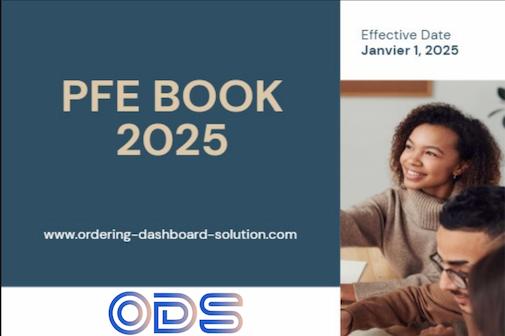 Effective Date
Janvier 1, 2025
PFE BOOK
2025
www.ordering-dashboard-solution.com
ODS